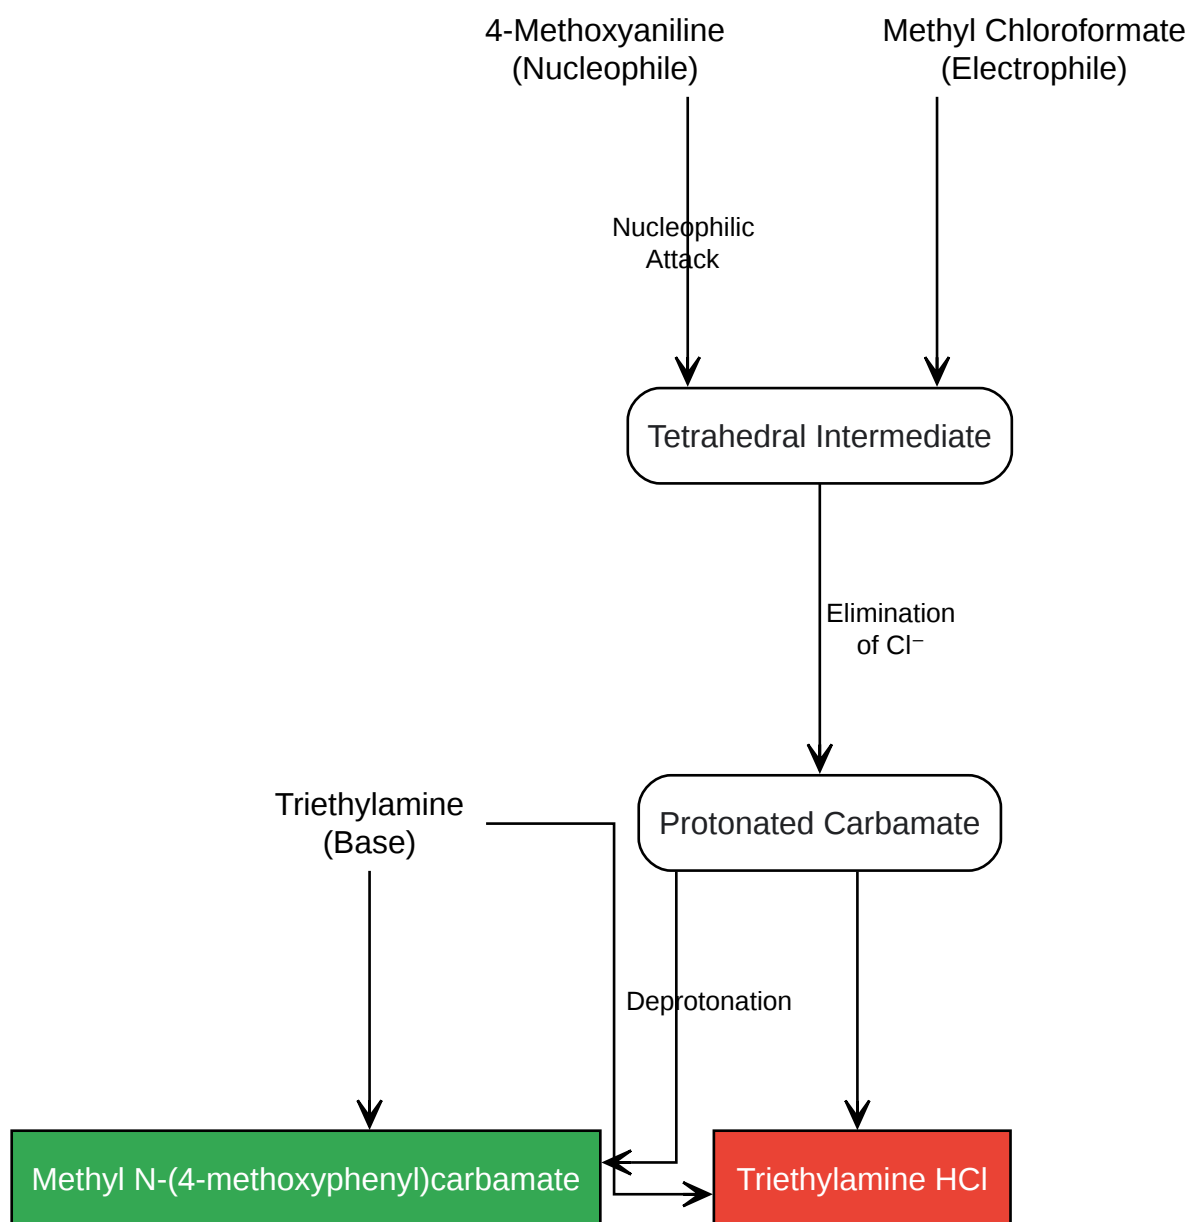 4-Methoxyaniline
(Nucleophile)
Methyl Chloroformate
(Electrophile)
Nucleophilic
Attack
Tetrahedral Intermediate
Elimination
of Cl⁻
Triethylamine
(Base)
Protonated Carbamate
Deprotonation
Methyl N-(4-methoxyphenyl)carbamate
Triethylamine HCl